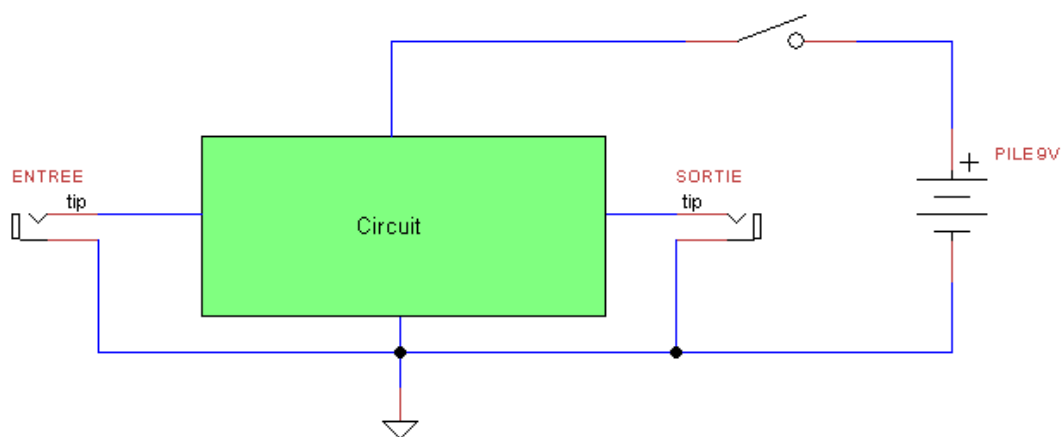 PILE 9V
ENTREE
tip
SORTIE
tip
Circuit